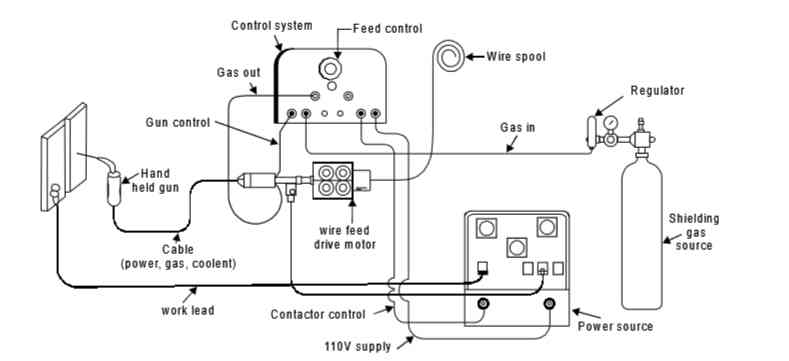 Control system
Feed control
Gas out
Wire spool
Regulator
Gun control
Gas in
Hand
held gun
Shielding
gas
source
wire feed
drive motor
Cable
(power, gas, coolent)
work lead
Contactor control
Power source
110V supply